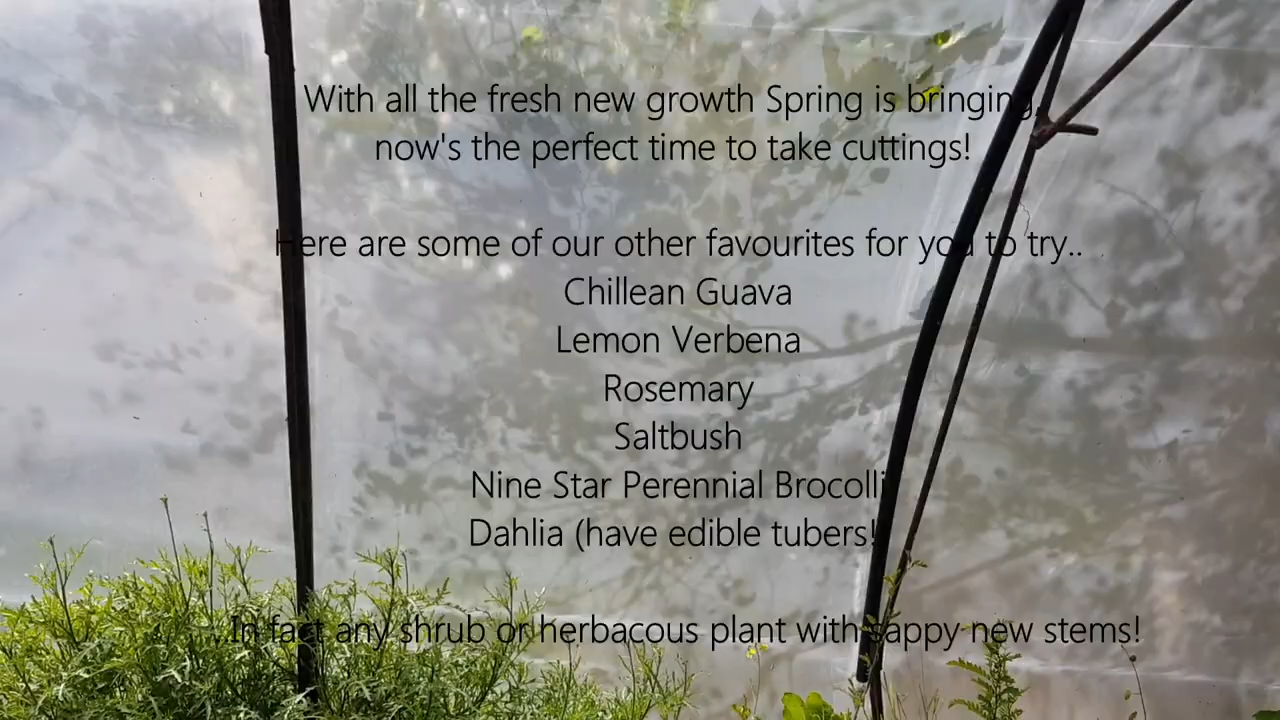 With all the fresh new growth Spring is bringing,
now's the perfect time to take cuttings!
Here are some of our other favourites for you to try..
Chillean Guava
Lemon Verbena
Rosemary
Saltbush
Nine Star Perennial Brocolli
Dahlia (have edible tubers!
..In fact any shrub or herbacous plant with sappy new stems!